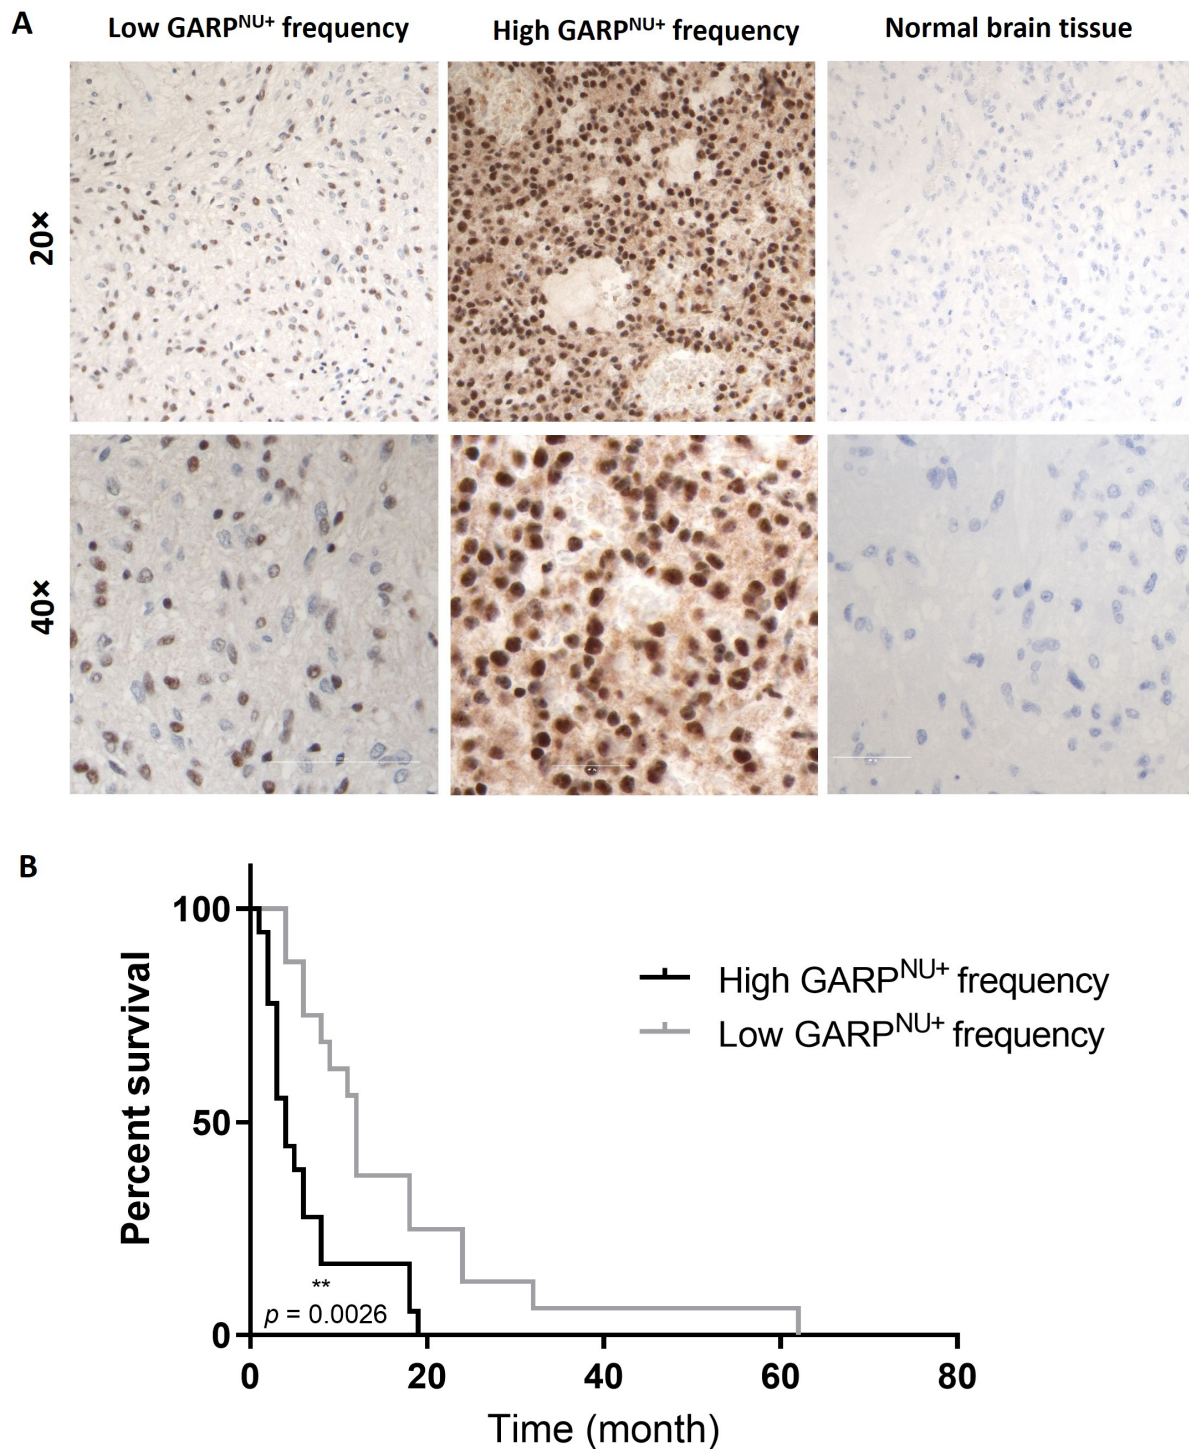 A
Low GARPNU+ frequency
High GARPNU+ frequency
Normal brain tissue
20×
40×
B
Percent survival
100
50
0
High GARPNU+ frequency
Low GARPNU+ frequency
**
p = 0.0026
0 20 40 60 80
Time (month)